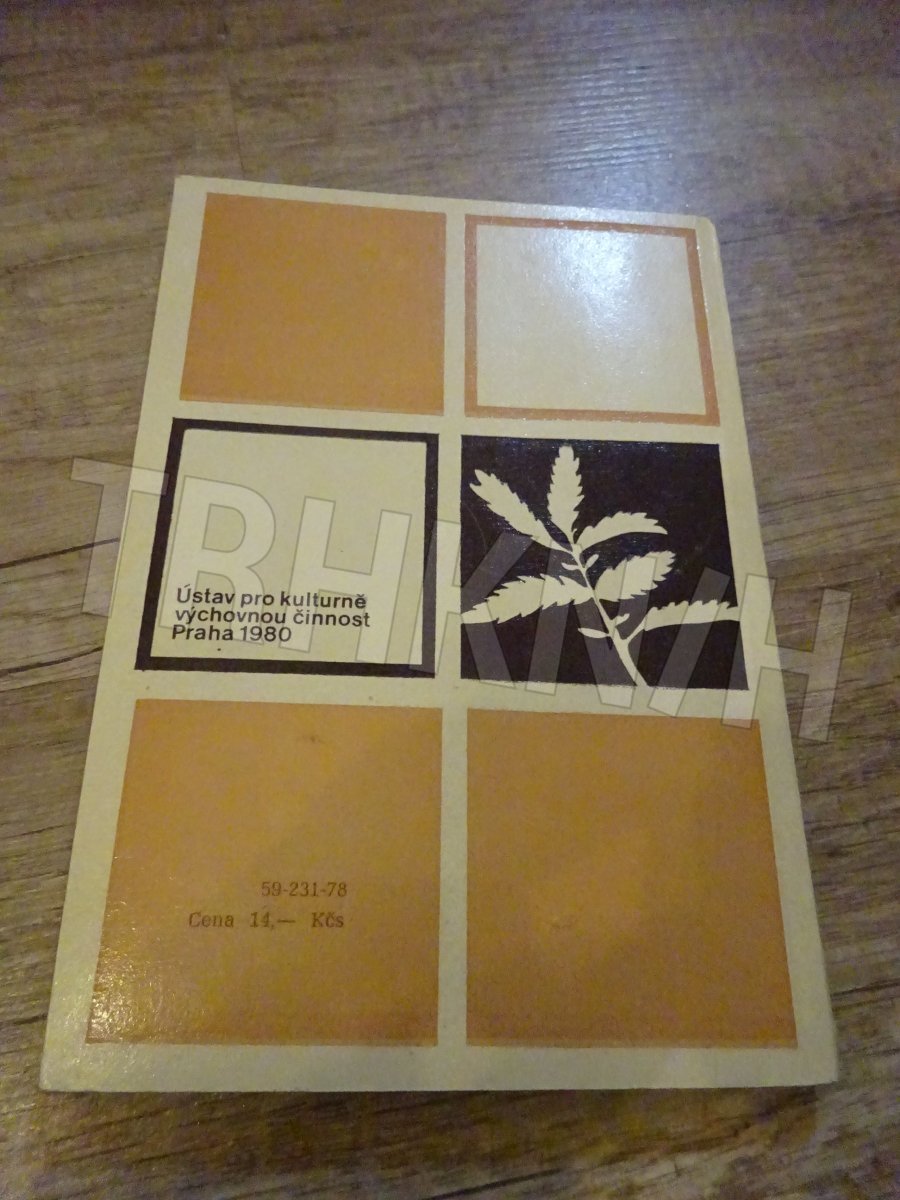 Ústav pro kulturně
výchovnou činnost
Praha 1980
TRHKNIH
59-231-78
Cena 14,— Kčs